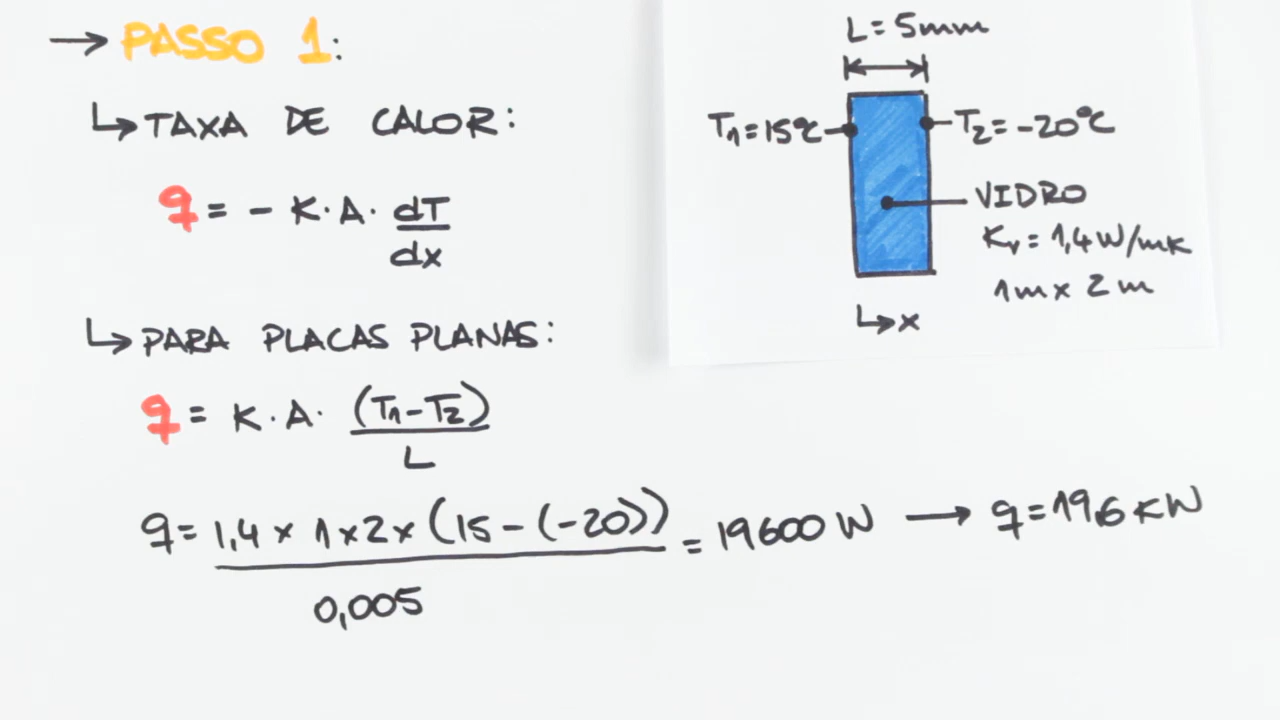 → PASSO 1:
↳ TAXA DE CALOR:
q = - K · A · dT
dx
↳ PARA PLACAS PLANAS:
q = K · A · (T1 - T2)
L
q = 1,4 x 1 x 2 x (15 - (-20)) = 19600 W → q = 19,6 KW
0,005
L = 5mm
T1 = 15°C
T2 = -20°C
VIDRO
Kv = 1,4 W/mK
1m x 2m
↳ x